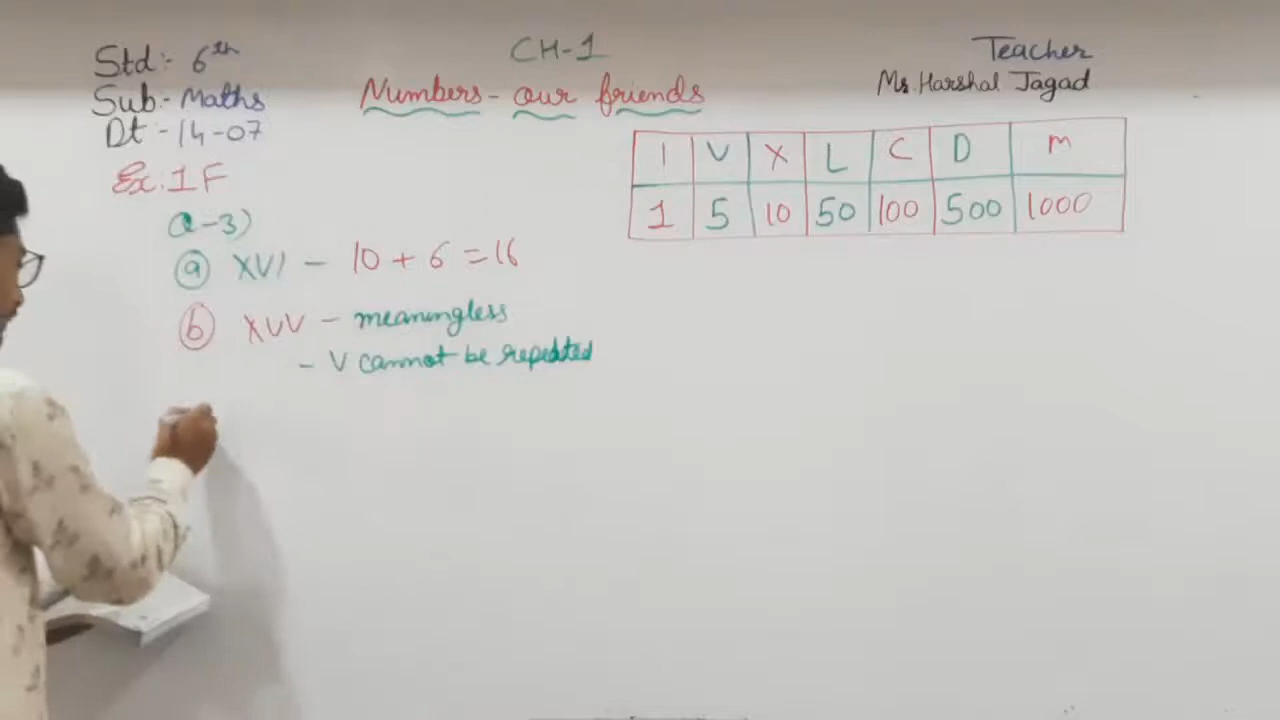 Std:- 6th
Sub:- Maths
Dt - 14-07
CH-1
Numbers - our friends
Teacher
Ms. Harshal Jagad
Ex: 1F
I V X L C D M
1 5 10 50 100 500 1000
Q-3)
a XVI - 10 + 6 = 16
b XVV - meaningless
- V cannot be repeated